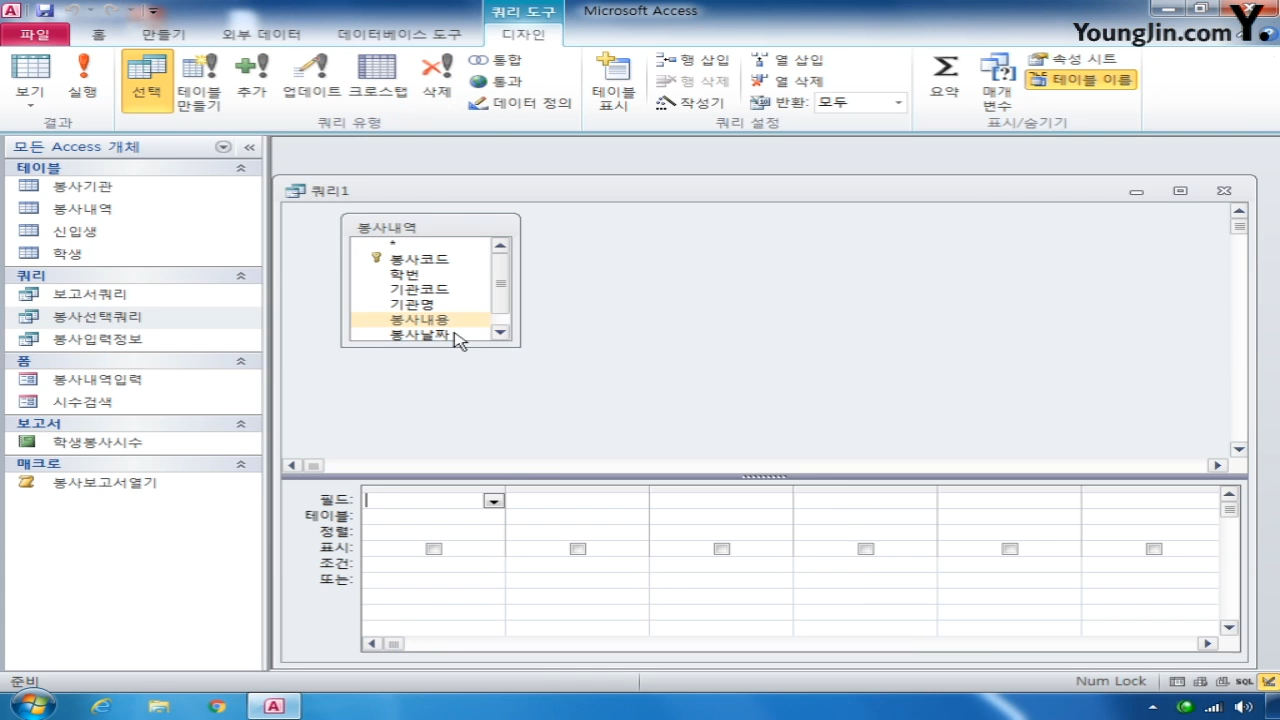 쿼리 도구
Microsoft Access
YoungJin.com Y.
파일
홈
만들기
외부 데이터
데이터베이스 도구
디자인
보기
실행
선택
테이블
만들기
추가
업데이트
크로스탭
삭제
통합
통과
데이터 정의
테이블
표시
행 삽입
행 삭제
작성기
열 삽입
열 삭제
반환: 모두
요약
매개
변수
속성 시트
테이블 이름
결과
쿼리 유형
쿼리 설정
표시/숨기기
모든 Access 개체
테이블
봉사기관
봉사내역
신입생
학생
쿼리
보고서쿼리
봉사선택쿼리
봉사입력정보
폼
봉사내역입력
시수검색
보고서
학생봉사시수
매크로
봉사보고서열기
쿼리1
봉사내역
*
봉사코드
학번
기관코드
기관명
봉사내용
봉사날짜
필드:
테이블:
정렬:
표시:
조건:
또는:
준비
Num Lock
SQL